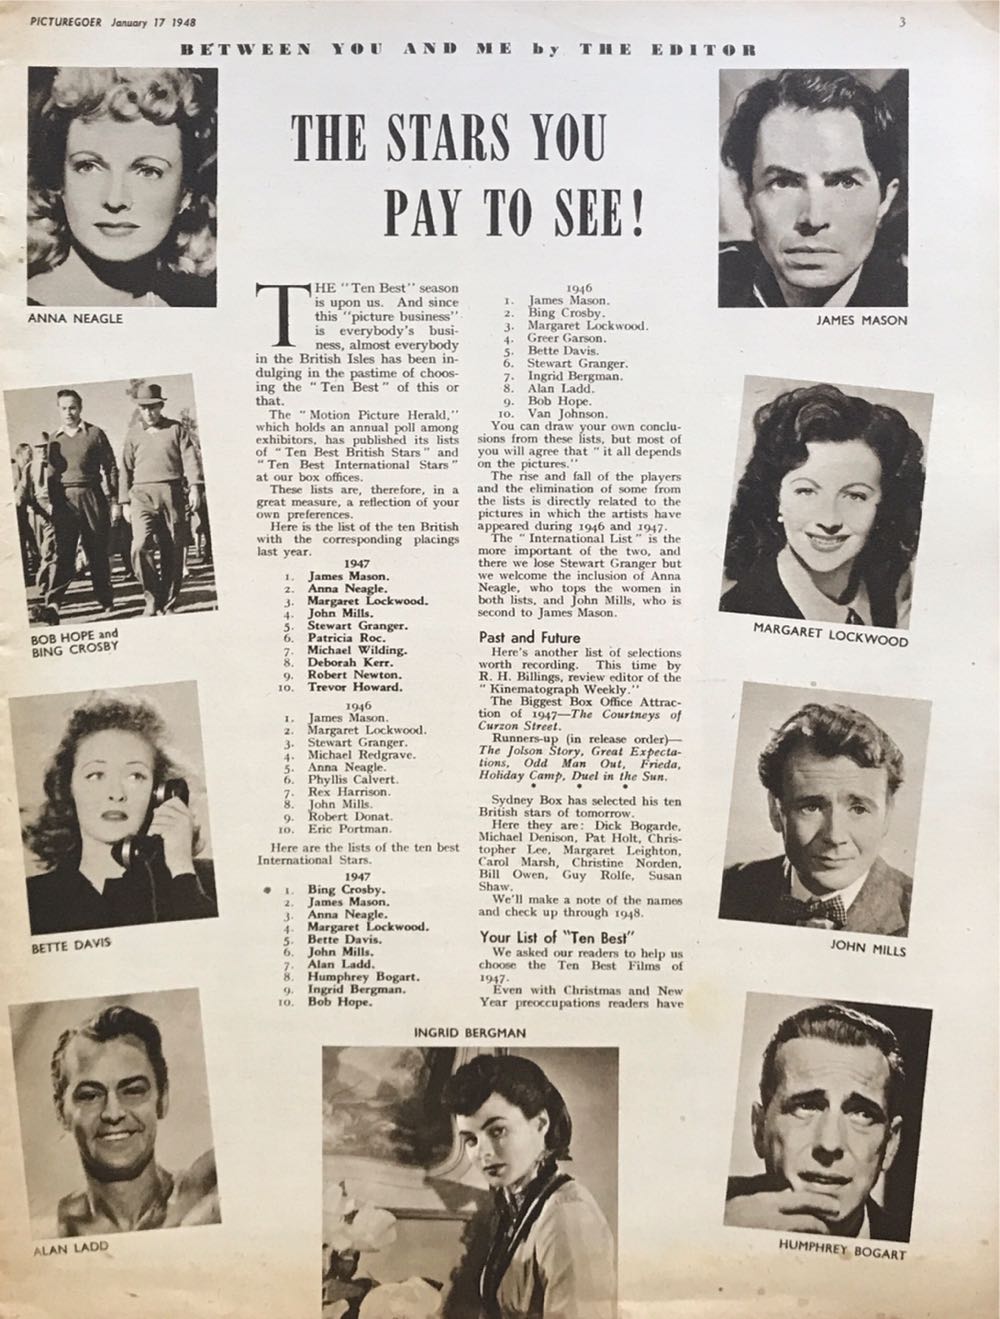 PICTUREGOER January 17 1948
3
BETWEEN YOU AND ME by THE EDITOR
THE STARS YOU
PAY TO SEE!
ANNA NEAGLE
JAMES MASON
BOB HOPE and
BING CROSBY
MARGARET LOCKWOOD
BETTE DAVIS
JOHN MILLS
ALAN LADD
HUMPHREY BOGART
THE "Ten Best" season
is upon us. And since
this "picture business"
is everybody's busi-
ness, almost everybody
in the British Isles has been in-
dulging in the pastime of choos-
ing the "Ten Best" of this or
that.
The "Motion Picture Herald,"
which holds an annual poll among
exhibitors, has published its lists
of "Ten Best British Stars" and
"Ten Best International Stars"
at our box offices.
These lists are, therefore, in a
great measure, a reflection of your
own preferences.
Here is the list of the ten British
with the corresponding placings
last year.
1947
1. James Mason.
2. Anna Neagle.
3. Margaret Lockwood.
4. John Mills.
5. Stewart Granger.
6. Patricia Roc.
7. Michael Wilding.
8. Deborah Kerr.
9. Robert Newton.
10. Trevor Howard.
1946
1. James Mason.
2. Margaret Lockwood.
3. Stewart Granger.
4. Michael Redgrave.
5. Anna Neagle.
6. Phyllis Calvert.
7. Rex Harrison.
8. John Mills.
9. Robert Donat.
10. Eric Portman.
Here are the lists of the ten best
International Stars.
1947
1. Bing Crosby.
2. James Mason.
3. Anna Neagle.
4. Margaret Lockwood.
5. Bette Davis.
6. John Mills.
7. Alan Ladd.
8. Humphrey Bogart.
9. Ingrid Bergman.
10. Bob Hope.
1946
1. James Mason.
2. Bing Crosby.
3. Margaret Lockwood.
4. Greer Garson.
5. Bette Davis.
6. Stewart Granger.
7. Ingrid Bergman.
8. Alan Ladd.
9. Bob Hope.
10. Van Johnson.
You can draw your own conclu-
sions from these lists, but most of
you will agree that "it all depends
on the pictures."
The rise and fall of the players
and the elimination of some from
the lists is directly related to the
pictures in which the artists have
appeared during 1946 and 1947.
The "International List" is the
more important of the two, and
there we lose Stewart Granger but
we welcome the inclusion of Anna
Neagle, who tops the women in
both lists, and John Mills, who is
second to James Mason.
Past and Future
Here's another list of selections
worth recording. This time by
R. H. Billings, review editor of the
"Kinematograph Weekly."
The Biggest Box Office Attrac-
tion of 1947—The Courtneys of
Curzon Street.
Runners-up (in release order)—
The Jolson Story, Great Expecta-
tions, Odd Man Out, Frieda,
Holiday Camp, Duel in the Sun.
* * *
Sydney Box has selected his ten
British stars of tomorrow.
Here they are: Dick Bogarde,
Michael Denison, Pat Holt, Chris-
topher Lee, Margaret Leighton,
Carol Marsh, Christine Norden,
Bill Owen, Guy Rolfe, Susan
Shaw.
We'll make a note of the names
and check up through 1948.
Your List of "Ten Best"
We asked our readers to help us
choose the Ten Best Films of
1947.
Even with Christmas and New
Year preoccupations readers have
INGRID BERGMAN